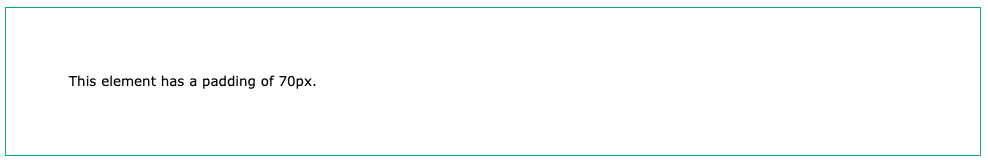 This element has a padding of 70px.